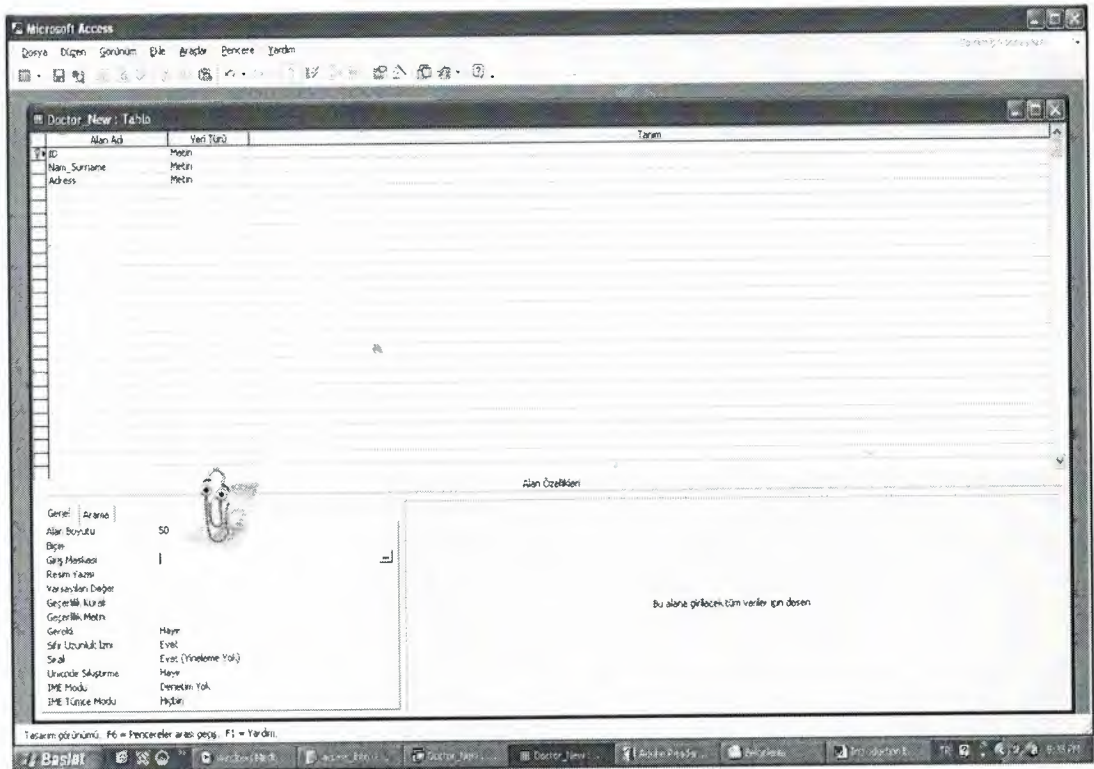 Microsoft Access
Dosya Düzen Görünüm Ekle Araçlar Pencere Yardım
Doctor_New : Tablo
Alan Adı Veri Türü Tanım
ID Metin
Nam_Surname Metin
Adress Metin
Alan Özellikleri
Genel Arama
Alan Boyutu 50
Biçim
Giriş Maskesi
Resim Yazısı
Varsayılan Değer
Geçerlilik Kuralı
Geçerlilik Metni
Gerekli Hayır
Sıfır Uzunluk İzni Evet
Sıralı Evet (Yineleme Yok)
Unicode Sıkıştırma Hayır
IME Modu Denetim Yok
IME Tümce Modu Hiçbiri
Bu alana girilecek tüm veriler için desen
Tasarım görünümü. F6 = Pencereler arası geçiş. F1 = Yardım.
Başlat Doctor_New Adobe Reader Introduction t... TR